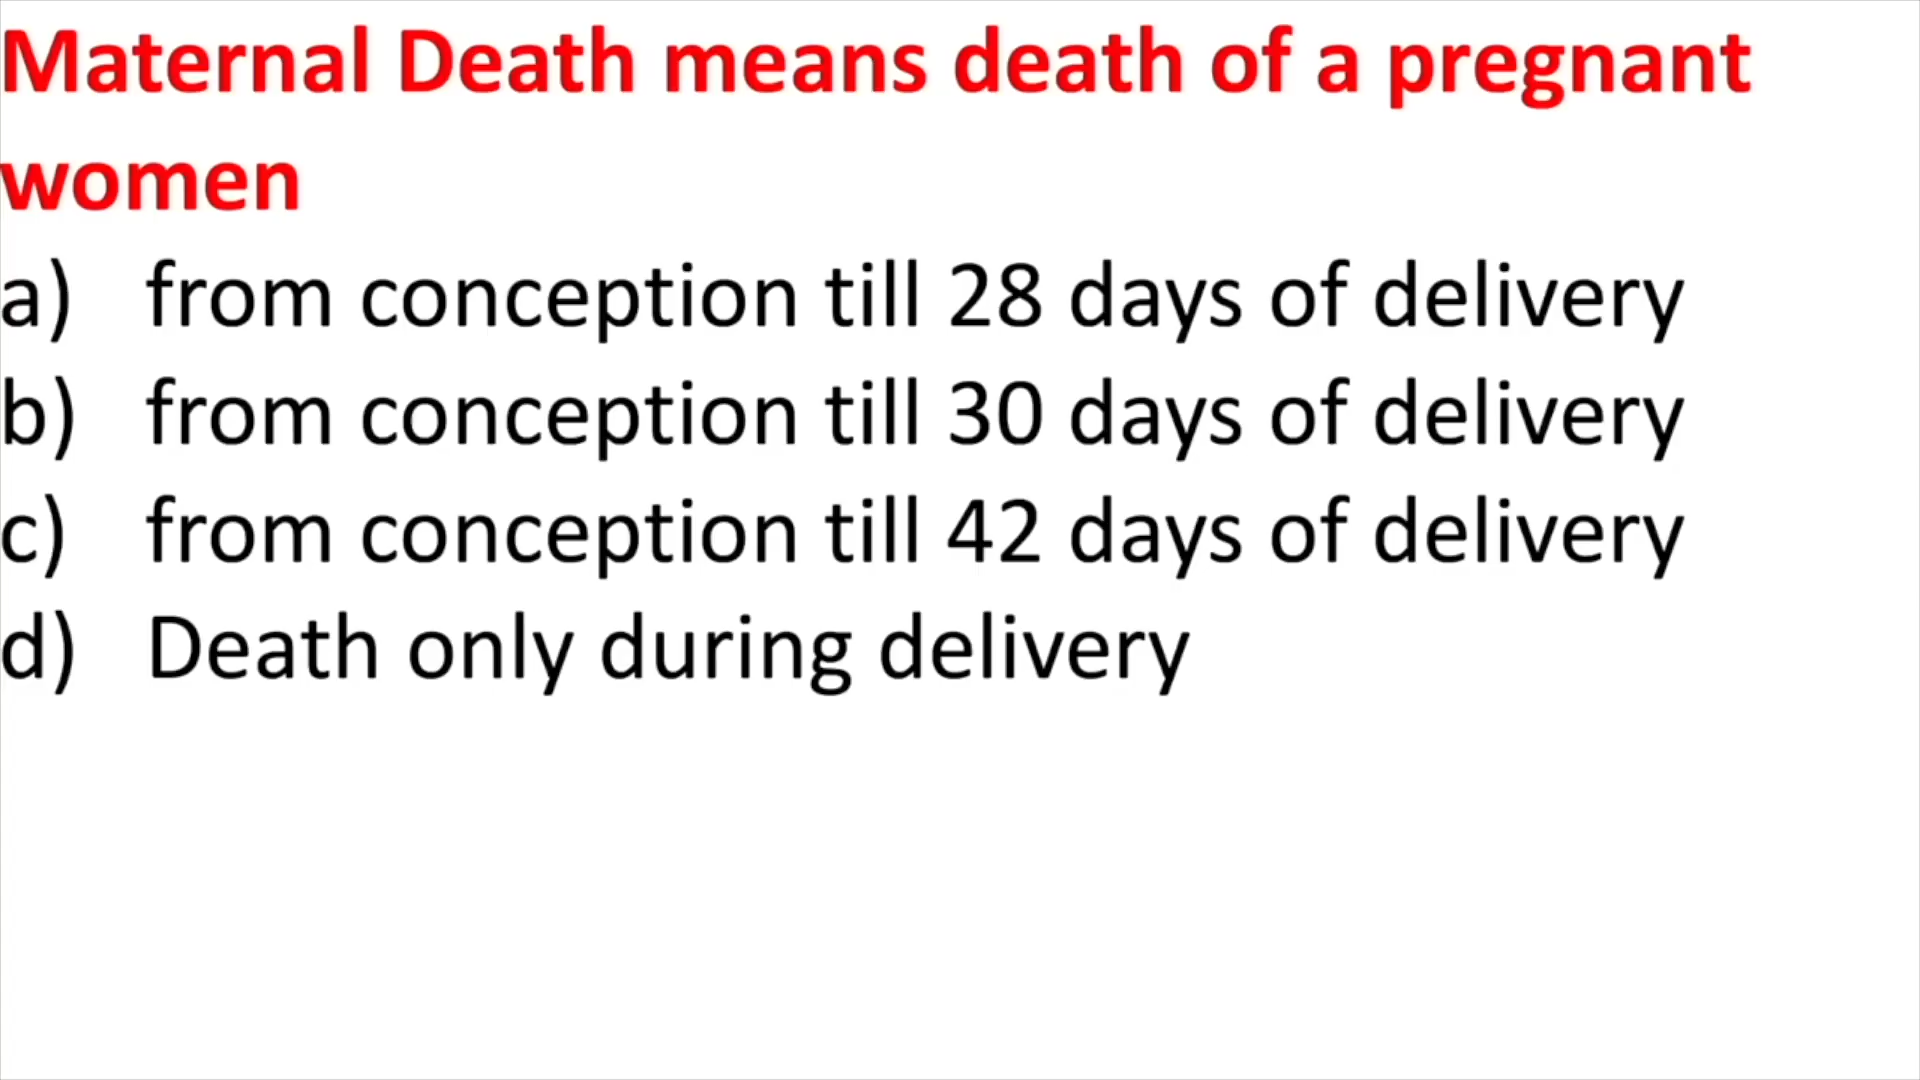 Maternal Death means death of a pregnant
women
a) from conception till 28 days of delivery
b) from conception till 30 days of delivery
c) from conception till 42 days of delivery
d) Death only during delivery